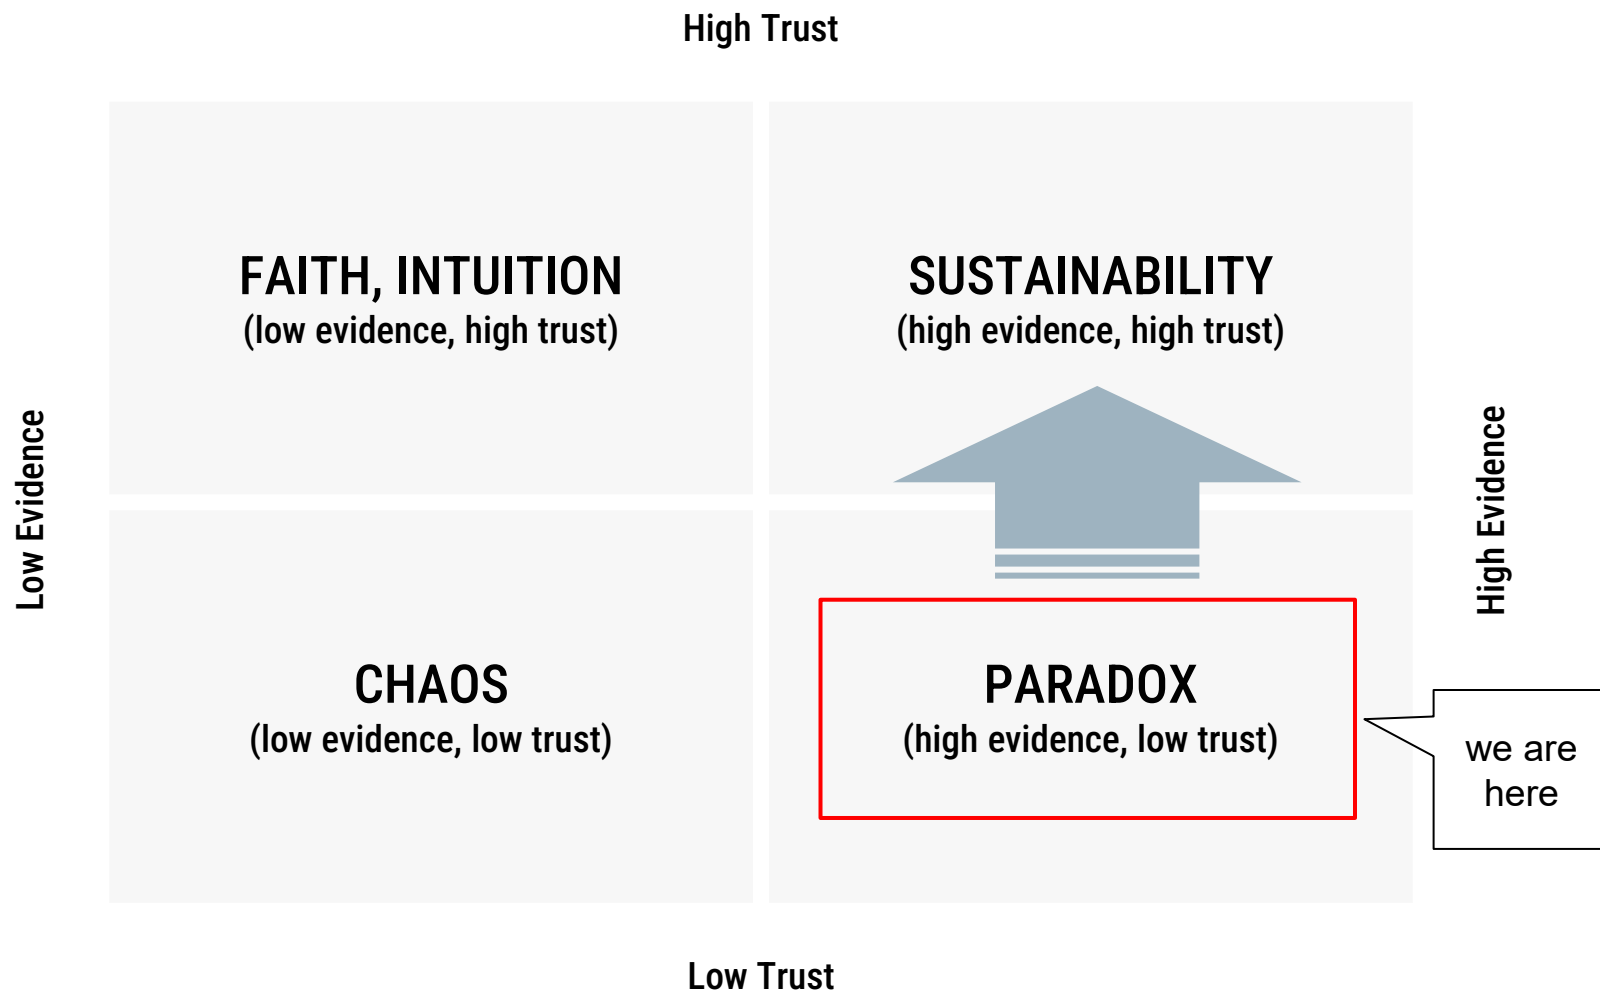 High Trust
FAITH, INTUITION
(low evidence, high trust)
SUSTAINABILITY
(high evidence, high trust)
Low Evidence
High Evidence
CHAOS
(low evidence, low trust)
PARADOX
(high evidence, low trust)
we are
here
Low Trust